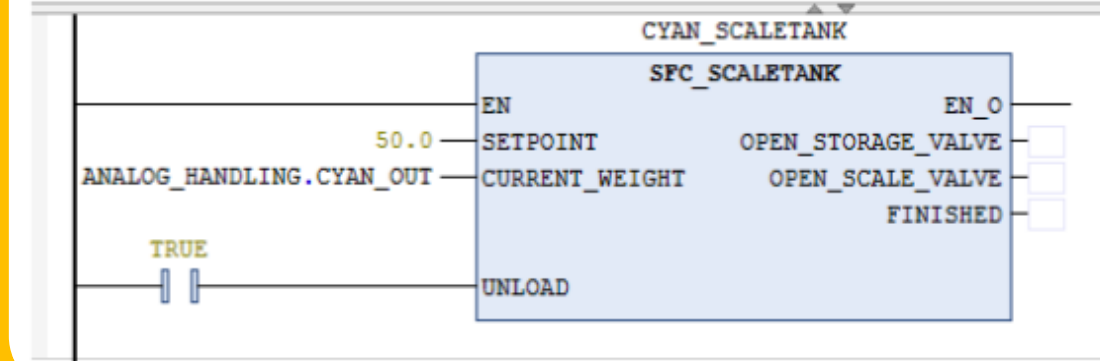 CYAN_SCALETANK
SFC_SCALETANK
EN EN_O
50.0 SETPOINT OPEN_STORAGE_VALVE
ANALOG_HANDLING.CYAN_OUT CURRENT_WEIGHT OPEN_SCALE_VALVE
FINISHED
TRUE
UNLOAD